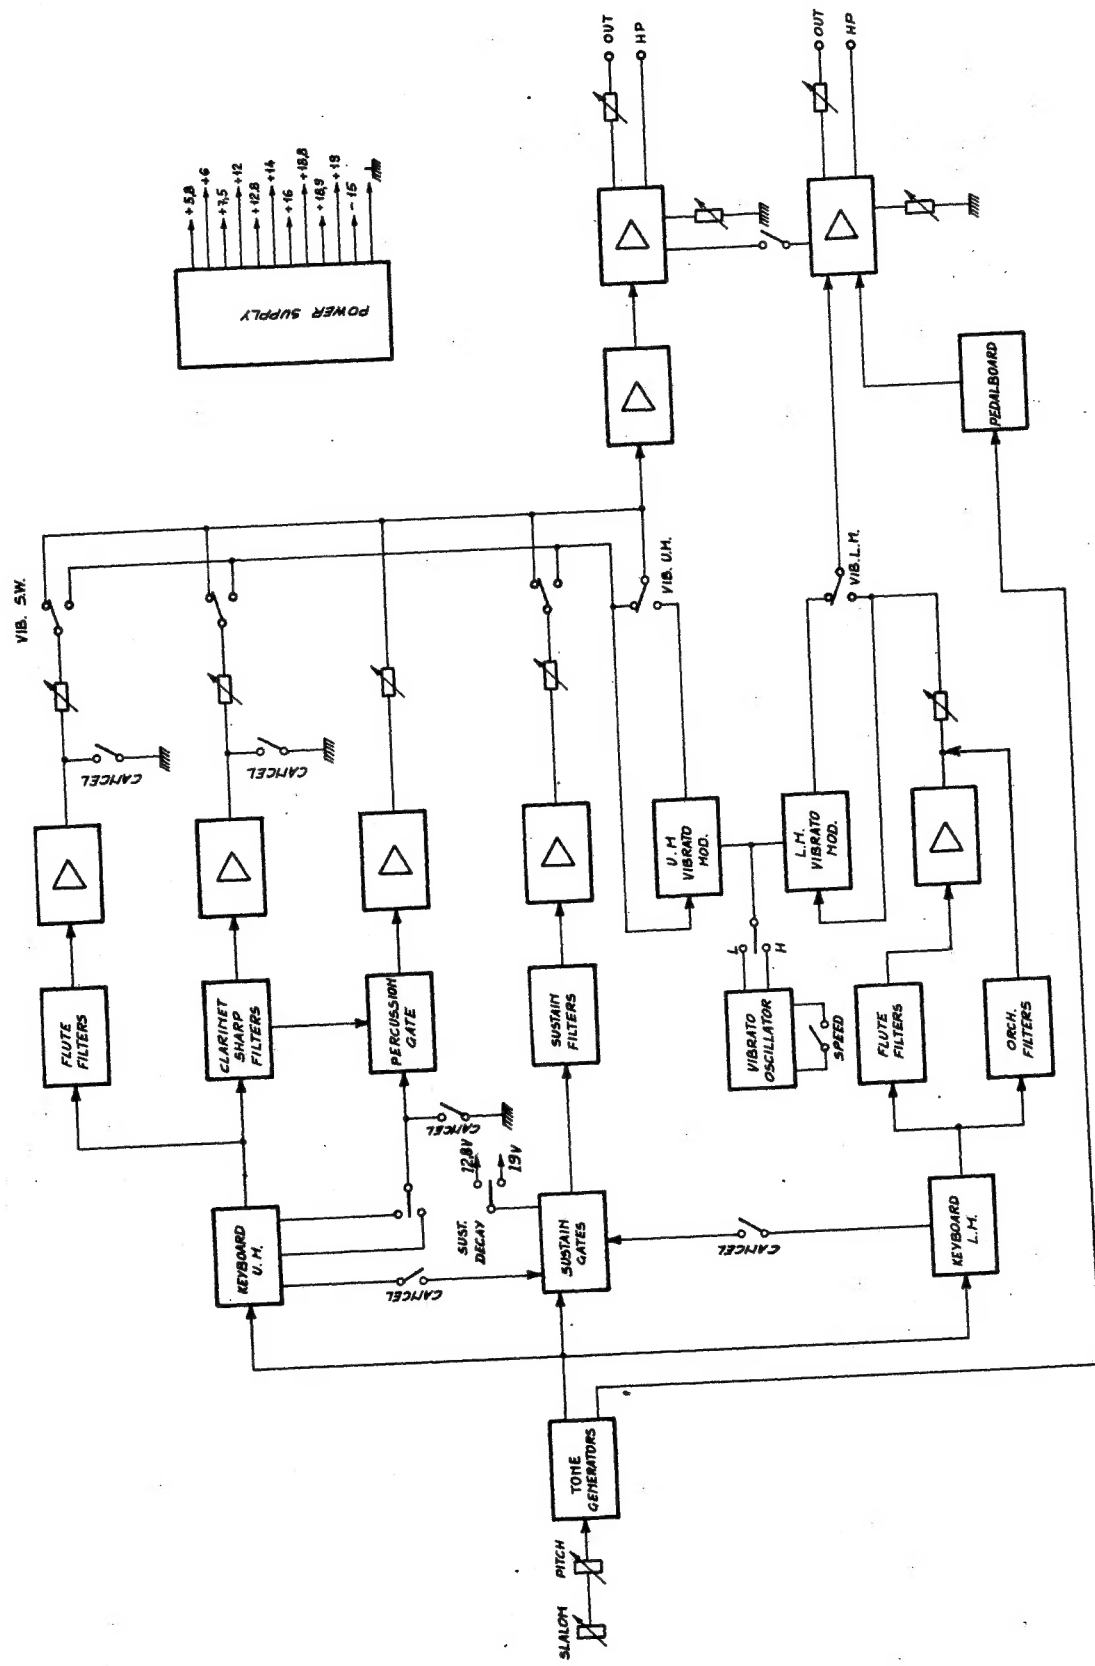 VIB. S.W.
FLUTE
FILTERS
CANCEL
CLARINET
SHARP
FILTERS
CANCEL
POWER SUPPLY
+5,8
+6
+7,5
+12
+12.8
+14
+16
+18,8
+18,9
+19
-15
KEYBOARD
U.M.
PERCUSSION
GATE
CANCEL
CANCEL
SUST.
DECAY
12,8V
19V
SLALOM
PITCH
TONE
GENERATORS
SUSTAIN
GATES
SUSTAIN
FILTERS
OUT
HP
VIB. U.M.
U.M
VIBRATO
MOD.
CANCEL
VIBRATO
OSCILLATOR
L
H
SPEED
L.M.
VIBRATO
MOD.
VIB. L.M.
OUT
HP
FLUTE
FILTERS
KEYBOARD
L.M.
ORCH.
FILTERS
PEDALBOARD